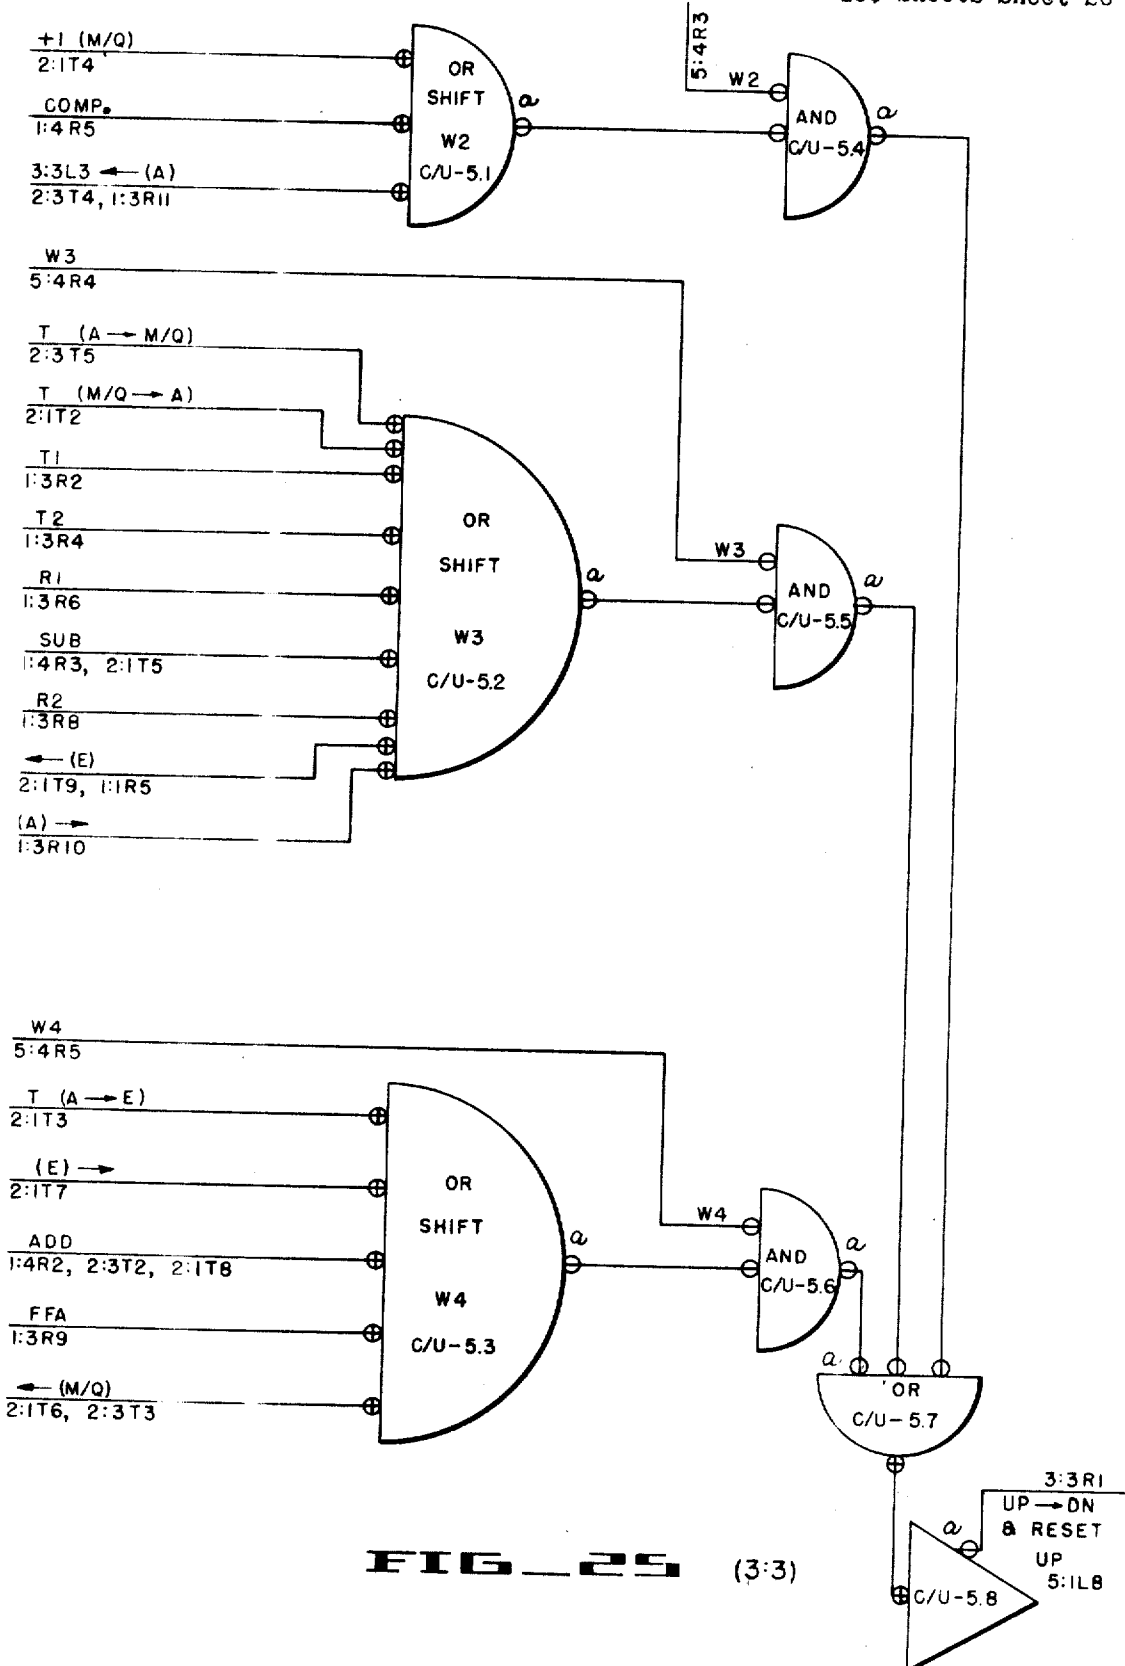 5:4R3
+1 (M/Q)
2:1T4
COMP.
1:4R5
3:3L3 ← (A)
2:3T4, 1:3R11
OR
SHIFT
W2
C/U-5.1
a
W2
AND
C/U-5.4
a
W3
5:4R4
T (A → M/Q)
2:3T5
T (M/Q → A)
2:1T2
T1
1:3R2
T2
1:3R4
R1
1:3R6
SUB
1:4R3, 2:1T5
R2
1:3R8
← (E)
2:1T9, 1:1R5
(A) →
1:3R10
OR
SHIFT
W3
C/U-5.2
a
W3
AND
C/U-5.5
a
W4
5:4R5
T (A → E)
2:1T3
(E) →
2:1T7
ADD
1:4R2, 2:3T2, 2:1T8
FFA
1:3R9
← (M/Q)
2:1T6, 2:3T3
OR
SHIFT
W4
C/U-5.3
a
W4
AND
C/U-5.6
a
a
OR
C/U-5.7
3:3R1
UP → DN
& RESET
UP
5:1L8
a
C/U-5.8
FIG_25 (3:3)